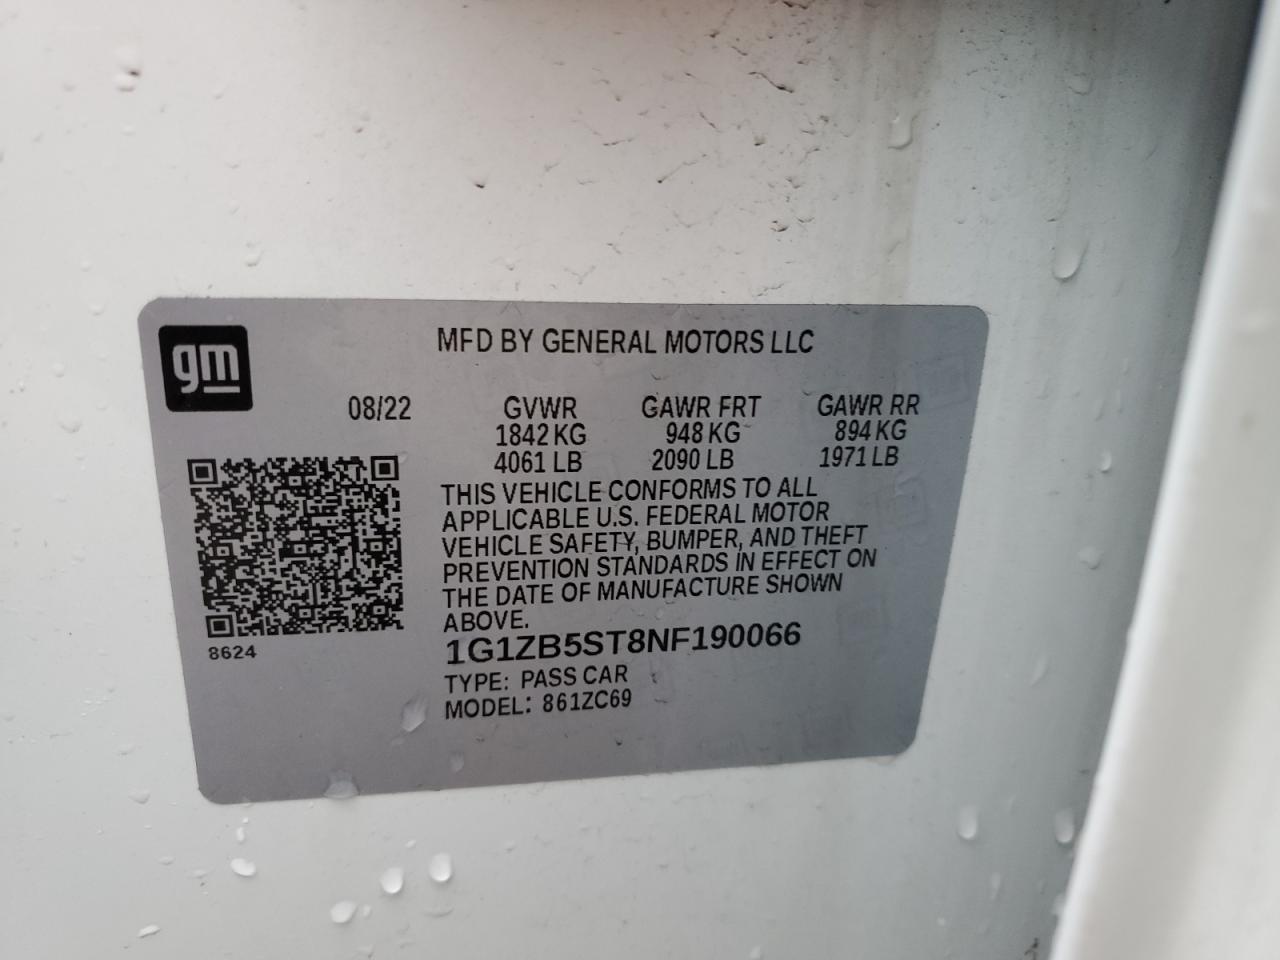 gm
MFD BY GENERAL MOTORS LLC
08/22 GVWR GAWR FRT GAWR RR
1842 KG 948 KG 894 KG
4061 LB 2090 LB 1971 LB
THIS VEHICLE CONFORMS TO ALL
APPLICABLE U.S. FEDERAL MOTOR
VEHICLE SAFETY, BUMPER, AND THEFT
PREVENTION STANDARDS IN EFFECT ON
THE DATE OF MANUFACTURE SHOWN
ABOVE.
8624
1G1ZB5ST8NF190066
TYPE: PASS CAR
MODEL: 861ZC69